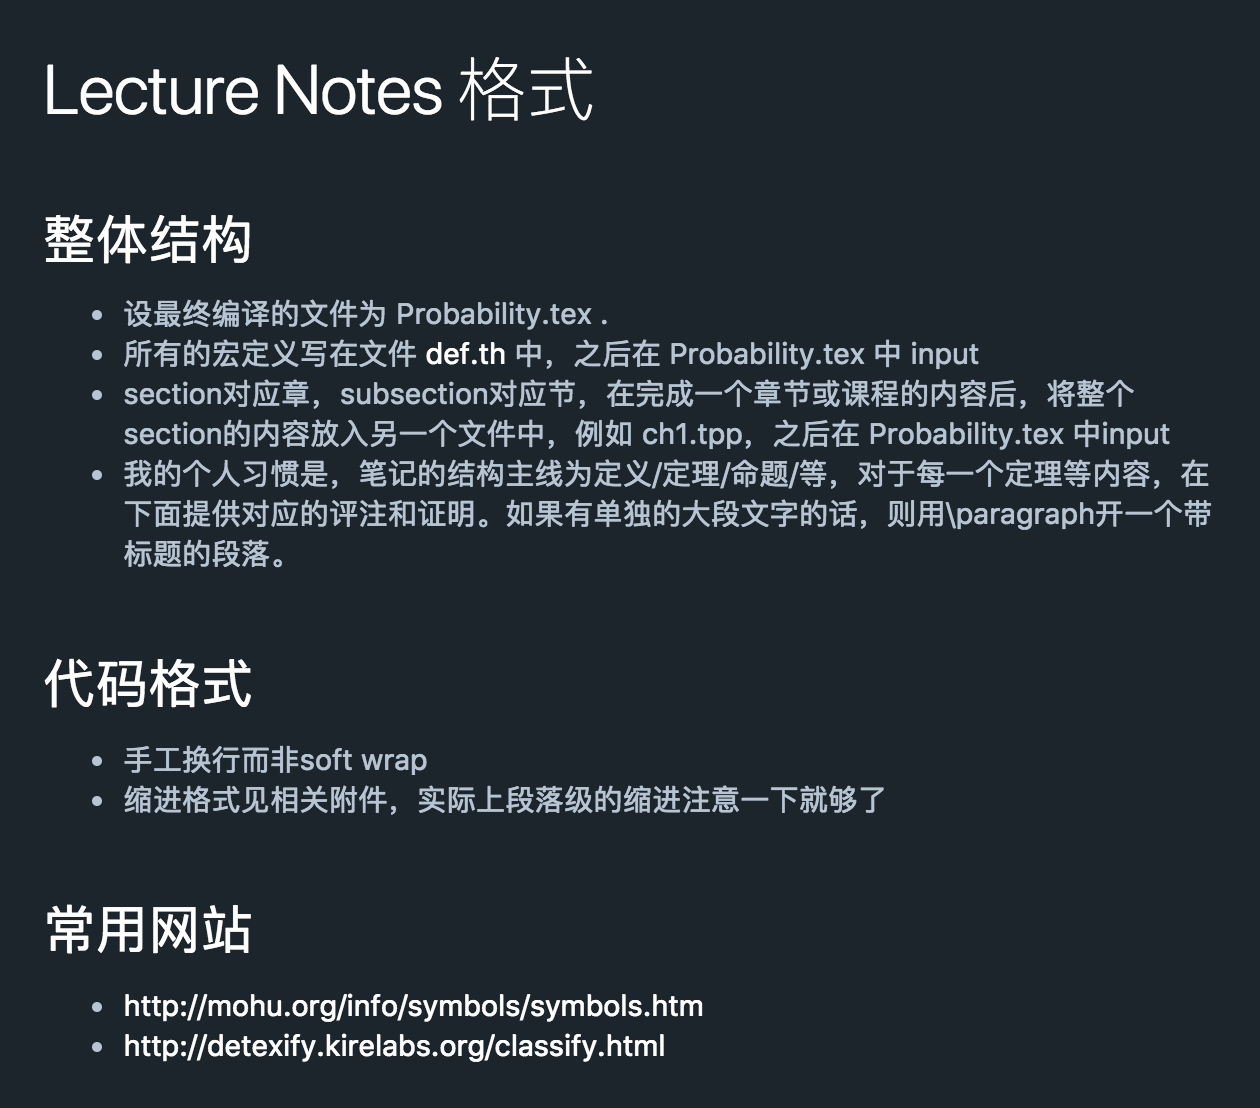 Lecture Notes 格式
整体结构
设最终编译的文件为 Probability.tex .
所有的宏定义写在文件 def.th 中，之后在 Probability.tex 中 input
section对应章，subsection对应节，在完成一个章节或课程的内容后，将整个
section的内容放入另一个文件中，例如 ch1.tpp，之后在 Probability.tex 中input
我的个人习惯是，笔记的结构主线为定义/定理/命题/等，对于每一个定理等内容，在
下面提供对应的评注和证明。如果有单独的大段文字的话，则用\paragraph开一个带
标题的段落。
代码格式
手工换行而非soft wrap
缩进格式见相关附件，实际上段落级的缩进注意一下就够了
常用网站
http://mohu.org/info/symbols/symbols.htm
http://detexify.kirelabs.org/classify.html